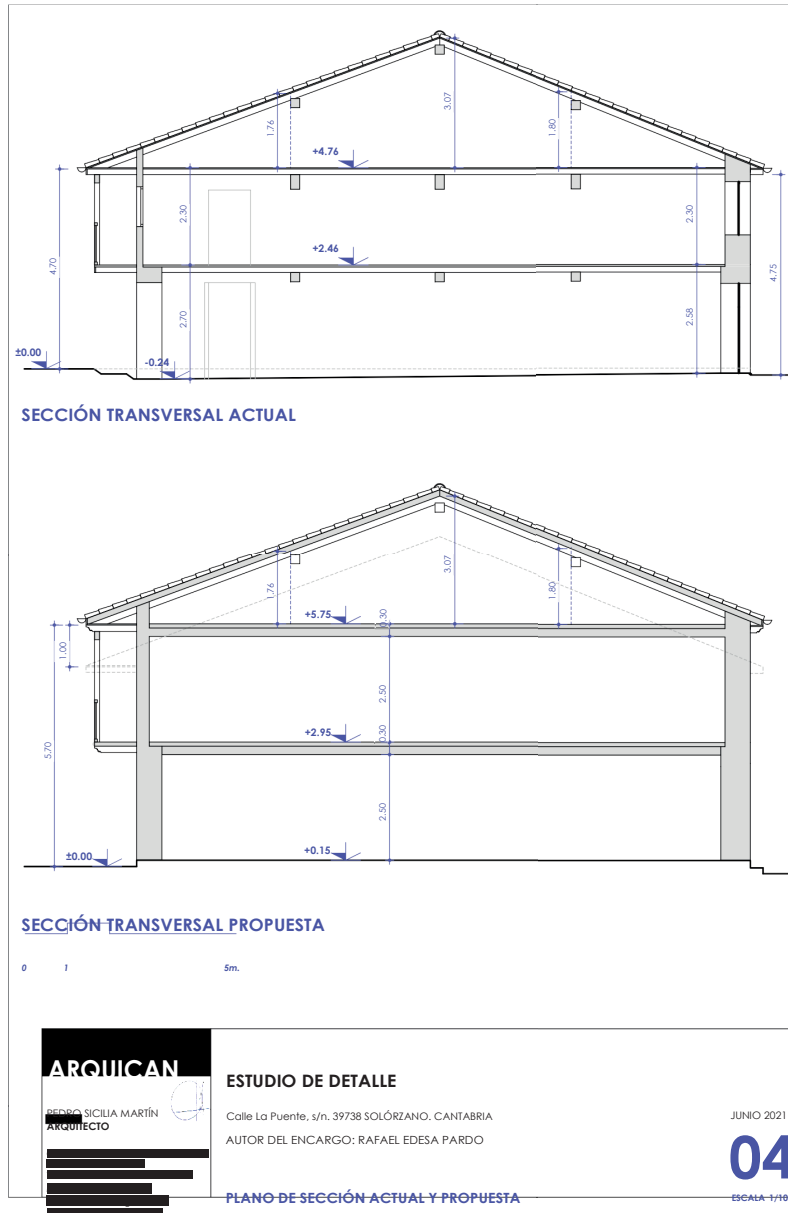 3.07
1.76
1.80
+4.76
2.30
2.30
+2.46
4.70
4.75
2.70
2.58
±0.00
-0.24
SECCIÓN TRANSVERSAL ACTUAL
3.07
1.76
1.80
+5.75
0.30
1.00
2.50
+2.95
0.30
5.70
2.50
±0.00
+0.15
SECCIÓN TRANSVERSAL PROPUESTA
0 1 5m.
ARQUICAN
PEDRO SICILIA MARTÍN
ARQUITECTO
ESTUDIO DE DETALLE
Calle La Puente, s/n. 39738 SOLÓRZANO. CANTABRIA
AUTOR DEL ENCARGO: RAFAEL EDESA PARDO
PLANO DE SECCIÓN ACTUAL Y PROPUESTA
JUNIO 2021
04
ESCALA 1/10